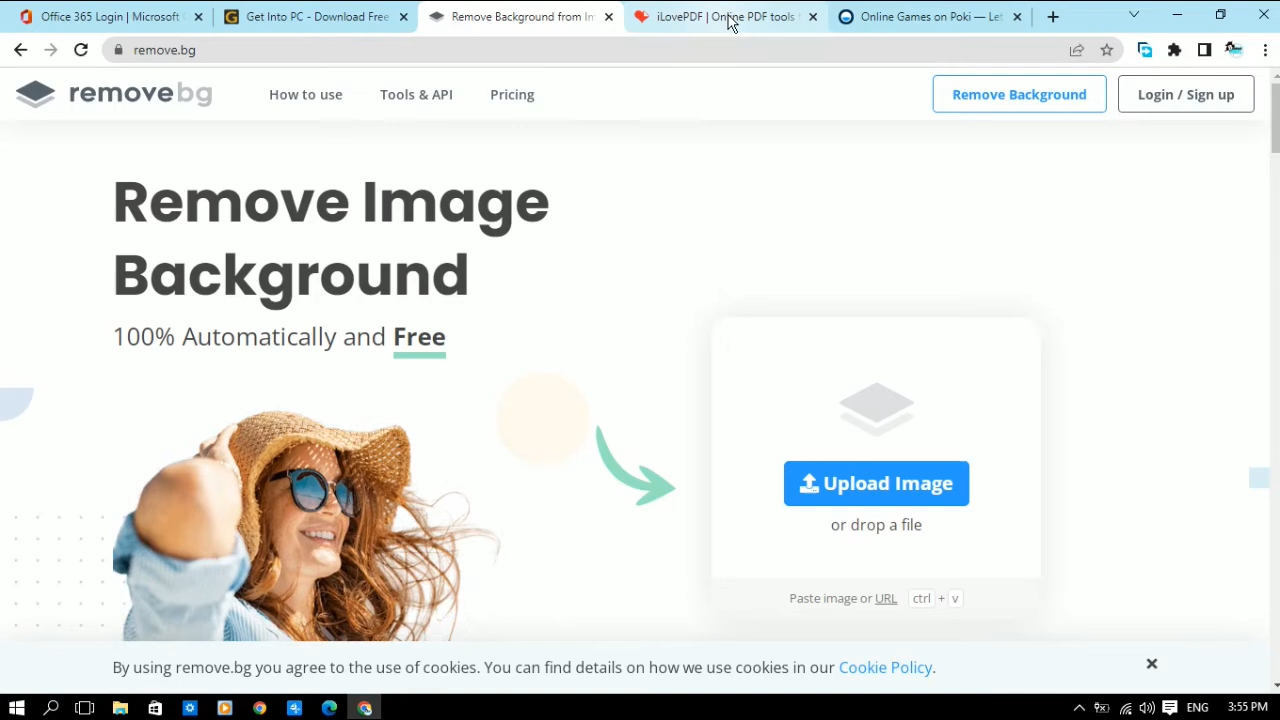 Office 365 Login | Microsoft
Get Into PC - Download Free
Remove Background from Im
iLovePDF | Online PDF tools f
Online Games on Poki — Let
remove.bg
removebg
How to use
Tools & API
Pricing
Remove Background
Login / Sign up
Remove Image
Background
100% Automatically and Free
Upload Image
or drop a file
Paste image or URL ctrl + v
By using remove.bg you agree to the use of cookies. You can find details on how we use cookies in our Cookie Policy.
ENG
3:55 PM